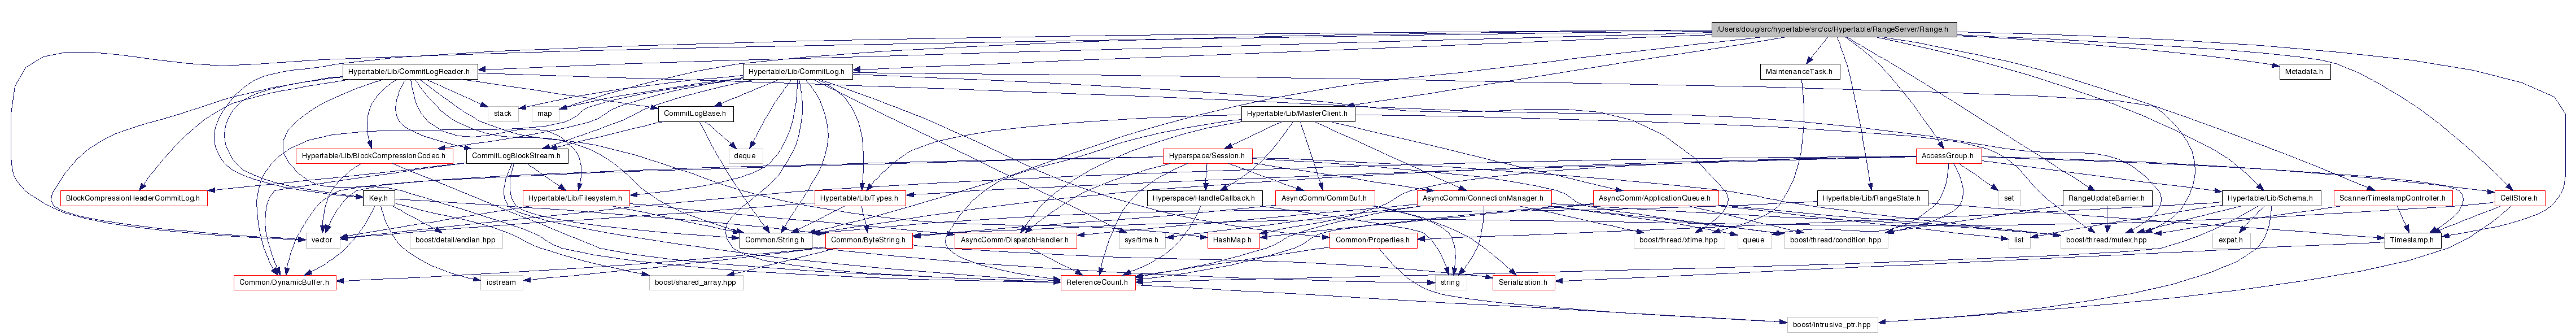 /Users/doug/src/hypertable/src/cc/Hypertable/RangeServer/Range.h
Hypertable/Lib/CommitLogReader.h
Hypertable/Lib/CommitLog.h
MaintenanceTask.h
Metadata.h
stack
map
CommitLogBase.h
Hypertable/Lib/MasterClient.h
Hypertable/Lib/BlockCompressionCodec.h
CommitLogBlockStream.h
deque
Hyperspace/Session.h
AccessGroup.h
BlockCompressionHeaderCommitLog.h
Key.h
Hypertable/Lib/Filesystem.h
Hypertable/Lib/Types.h
Hyperspace/HandleCallback.h
AsyncComm/CommBuf.h
AsyncComm/ConnectionManager.h
AsyncComm/ApplicationQueue.h
Hypertable/Lib/RangeState.h
set
RangeUpdateBarrier.h
Hypertable/Lib/Schema.h
ScannerTimestampController.h
CellStore.h
vector
boost/detail/endian.hpp
Common/String.h
Common/ByteString.h
AsyncComm/DispatchHandler.h
sys/time.h
HashMap.h
Common/Properties.h
boost/thread/xtime.hpp
queue
boost/thread/condition.hpp
list
boost/thread/mutex.hpp
expat.h
Timestamp.h
Common/DynamicBuffer.h
iostream
boost/shared_array.hpp
ReferenceCount.h
string
Serialization.h
boost/intrusive_ptr.hpp